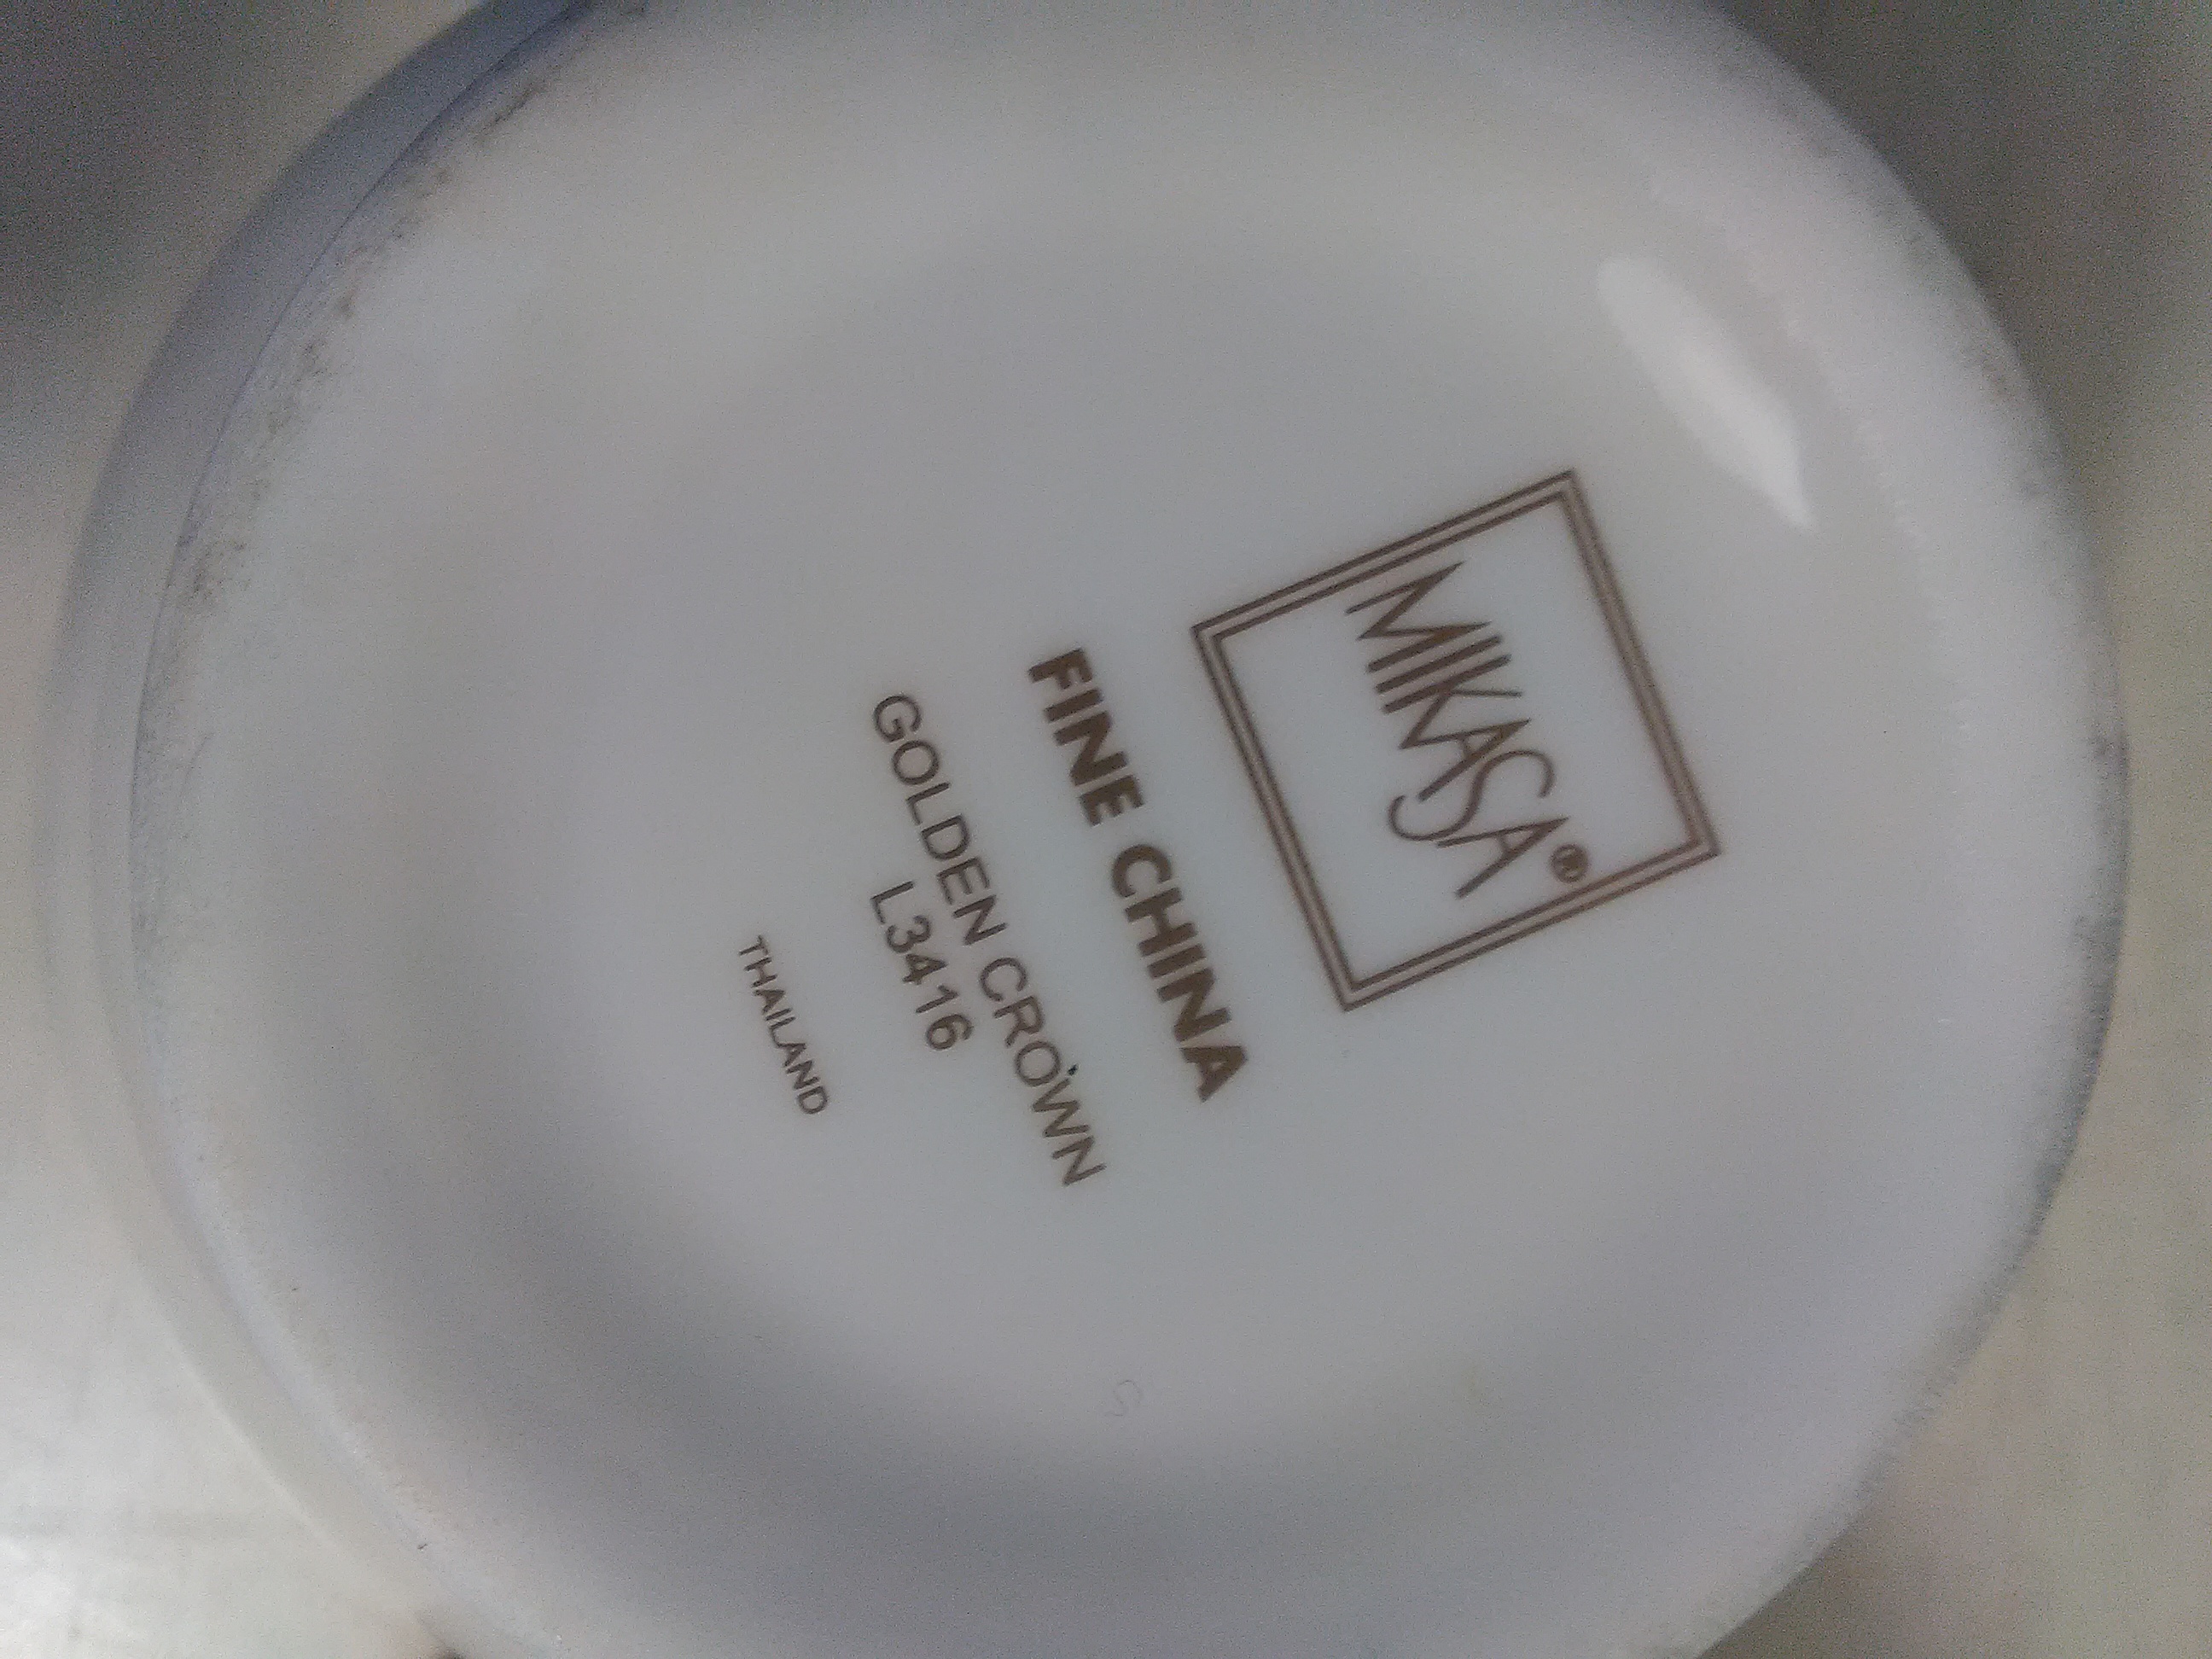 MIKASA®
FINE CHINA
GOLDEN CROWN
L3416
THAILAND